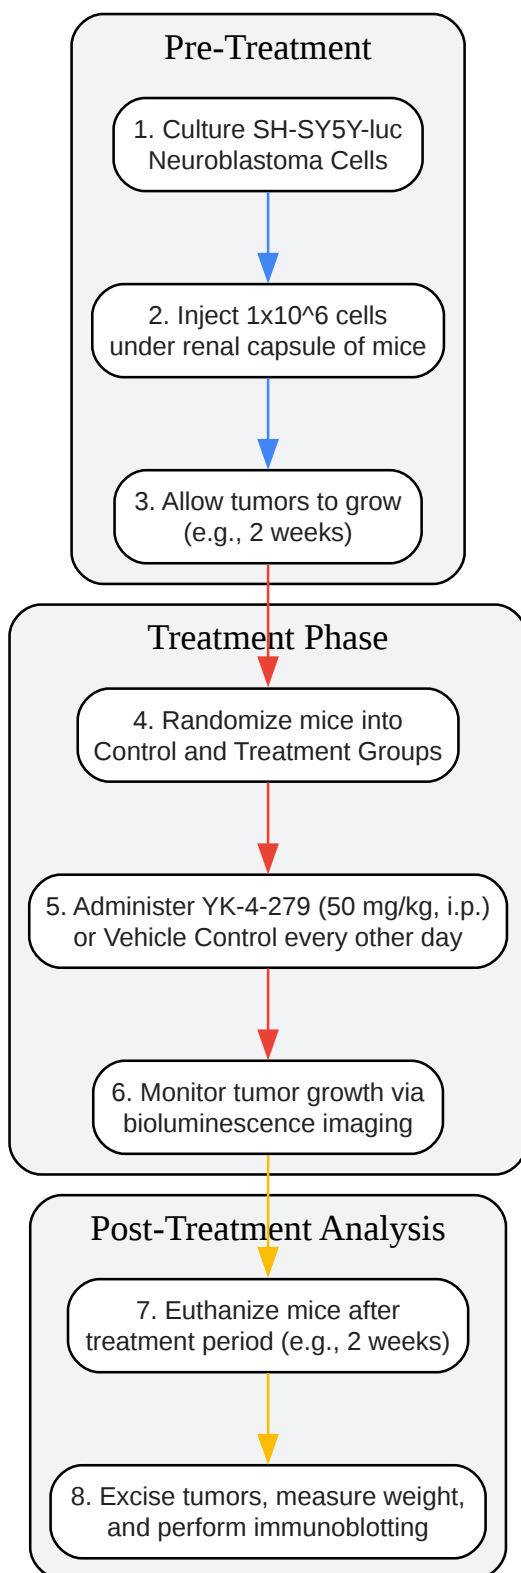 Pre-Treatment
1. Culture SH-SY5Y-luc
Neuroblastoma Cells
2. Inject 1x10^6 cells
under renal capsule of mice
3. Allow tumors to grow
(e.g., 2 weeks)
Treatment Phase
4. Randomize mice into
Control and Treatment Groups
5. Administer YK-4-279 (50 mg/kg, i.p.)
or Vehicle Control every other day
6. Monitor tumor growth via
bioluminescence imaging
Post-Treatment Analysis
7. Euthanize mice after
treatment period (e.g., 2 weeks)
8. Excise tumors, measure weight,
and perform immunoblotting